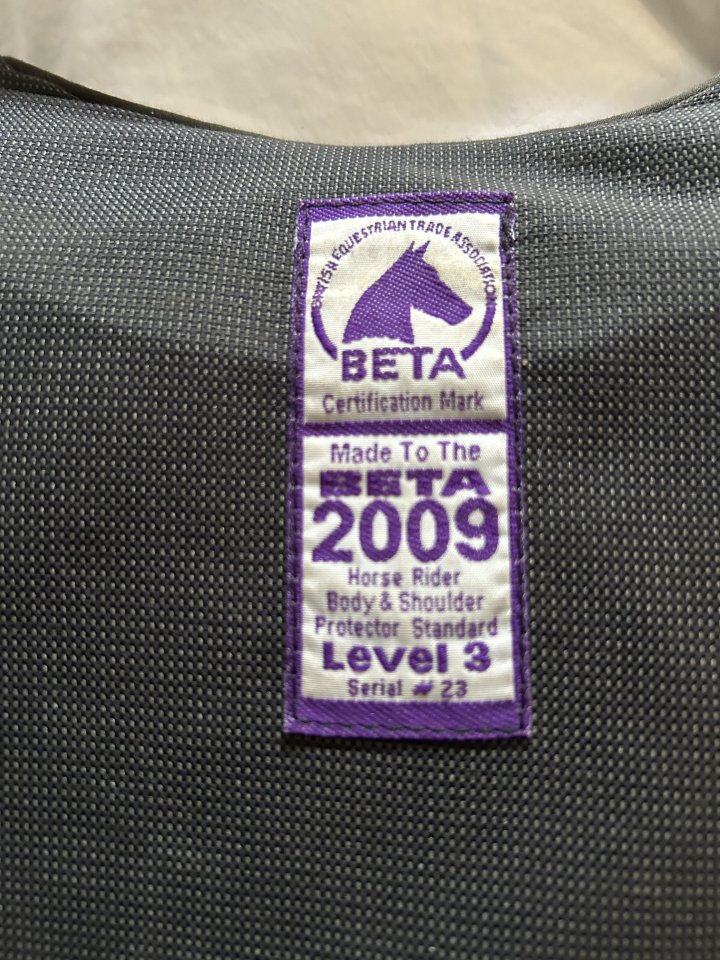 BRITISH EQUESTRIAN TRADE ASSOCIATION
BETA
Certification Mark
Made To The
BETA
2009
Horse Rider
Body & Shoulder
Protector Standard
Level 3
Serial # 23